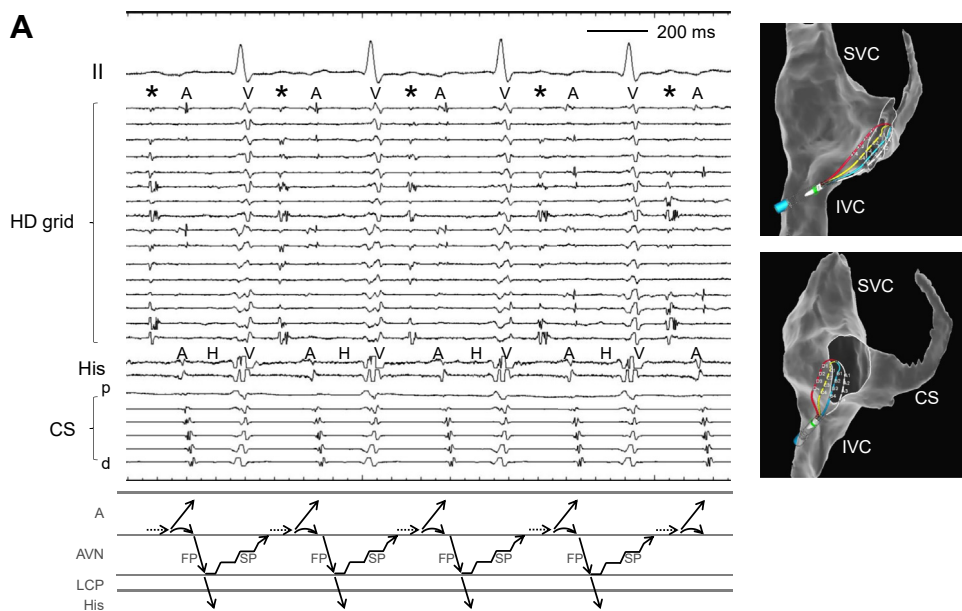 A
200 ms
II
* A V * A V * A V * A V * A
HD grid
His
A H V A H V A H V A H V A
p
CS
d
A
AVN
FP SP FP SP FP SP FP SP
LCP
His
SVC
IVC
SVC
CS
IVC